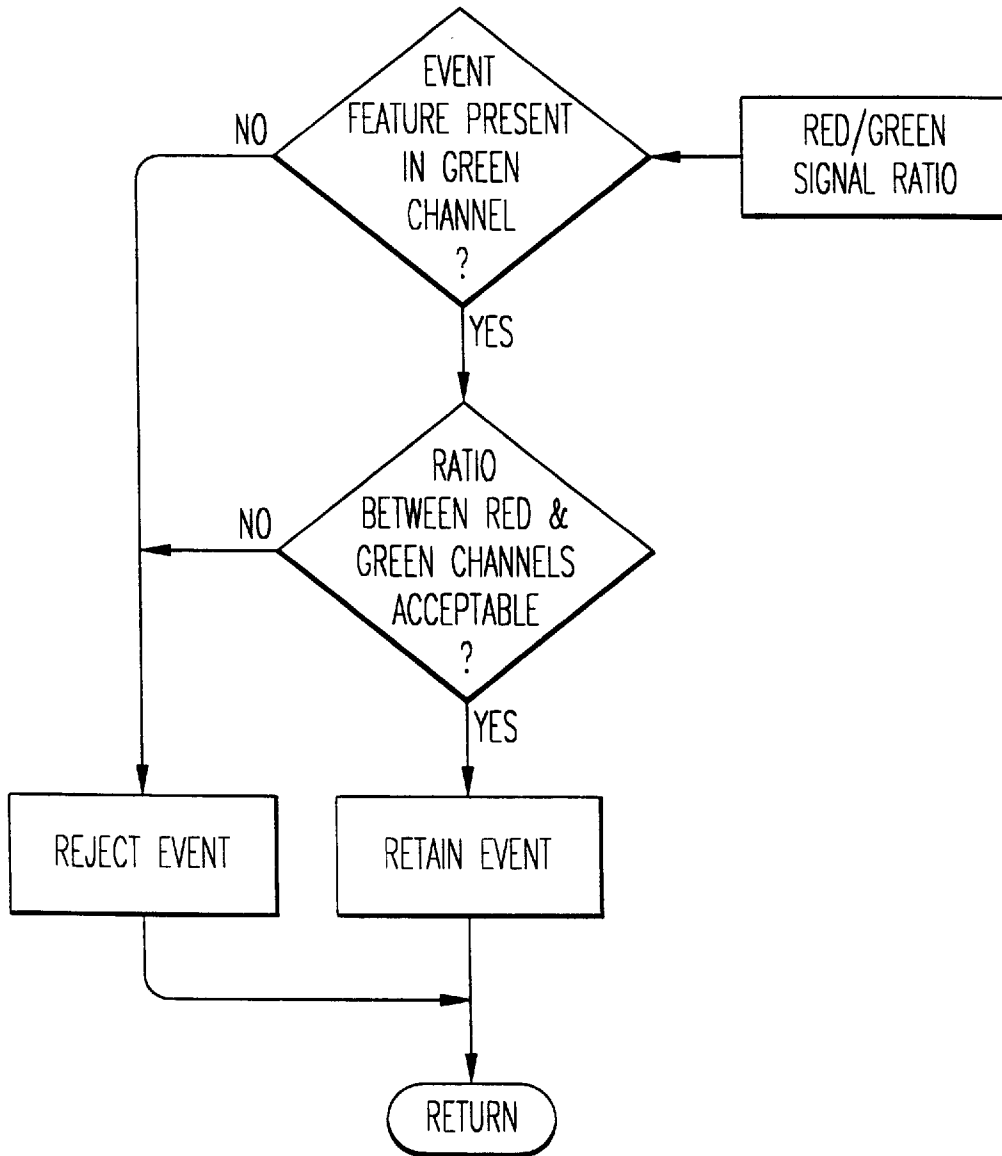 EVENT
FEATURE PRESENT
IN GREEN
CHANNEL
?
NO
RED/GREEN
SIGNAL RATIO
YES
RATIO
BETWEEN RED &
GREEN CHANNELS
ACCEPTABLE
?
NO
YES
REJECT EVENT
RETAIN EVENT
RETURN